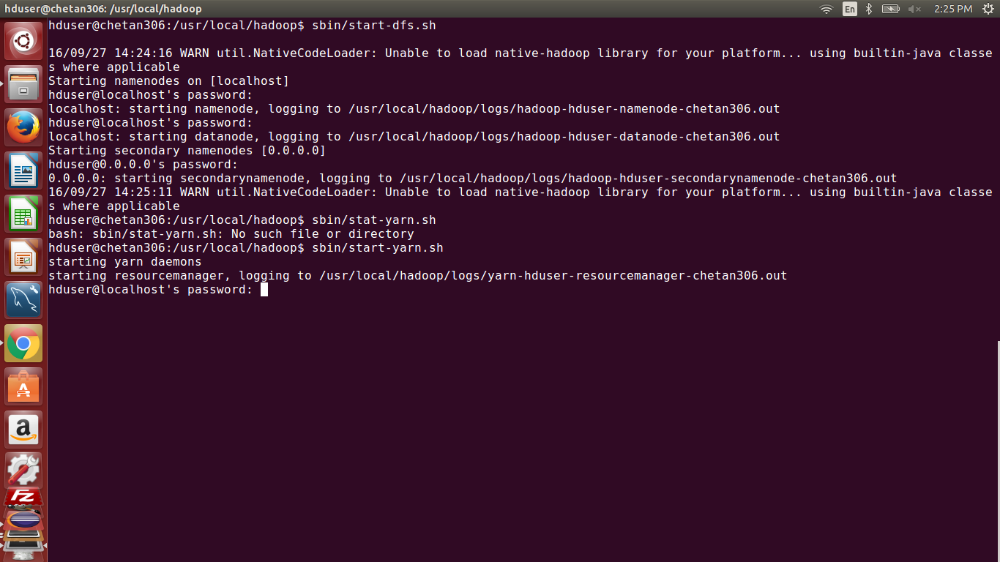 hduser@chetan306: /usr/local/hadoop
En
2:25 PM
hduser@chetan306:/usr/local/hadoop$ sbin/start-dfs.sh
16/09/27 14:24:16 WARN util.NativeCodeLoader: Unable to load native-hadoop library for your platform... using builtin-java classe
s where applicable
Starting namenodes on [localhost]
hduser@localhost's password:
localhost: starting namenode, logging to /usr/local/hadoop/logs/hadoop-hduser-namenode-chetan306.out
hduser@localhost's password:
localhost: starting datanode, logging to /usr/local/hadoop/logs/hadoop-hduser-datanode-chetan306.out
Starting secondary namenodes [0.0.0.0]
hduser@0.0.0.0's password:
0.0.0.0: starting secondarynamenode, logging to /usr/local/hadoop/logs/hadoop-hduser-secondarynamenode-chetan306.out
16/09/27 14:25:11 WARN util.NativeCodeLoader: Unable to load native-hadoop library for your platform... using builtin-java classe
s where applicable
hduser@chetan306:/usr/local/hadoop$ sbin/stat-yarn.sh
bash: sbin/stat-yarn.sh: No such file or directory
hduser@chetan306:/usr/local/hadoop$ sbin/start-yarn.sh
starting yarn daemons
starting resourcemanager, logging to /usr/local/hadoop/logs/yarn-hduser-resourcemanager-chetan306.out
hduser@localhost's password:
A
a
FZ